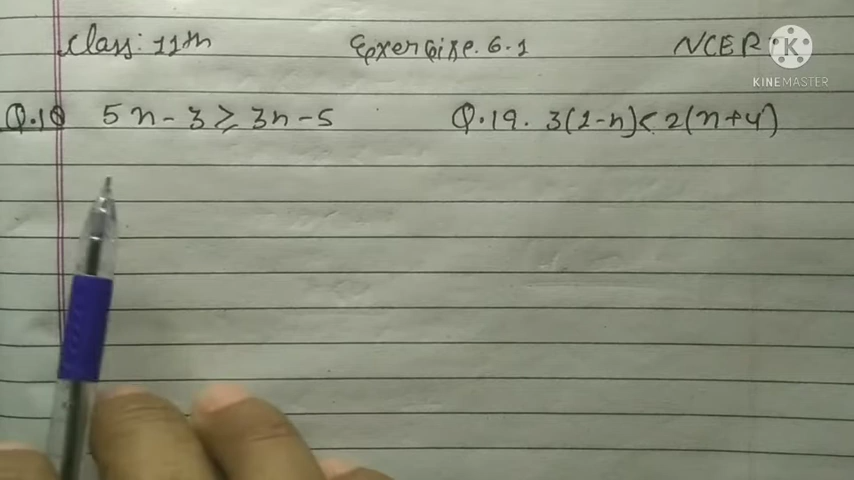 Class: 11th Exercise. 6.1 NCER
KINEMASTER
Q.18 5x - 3 ≥ 3x - 5 Q.19. 3(1-x) < 2(x+4)